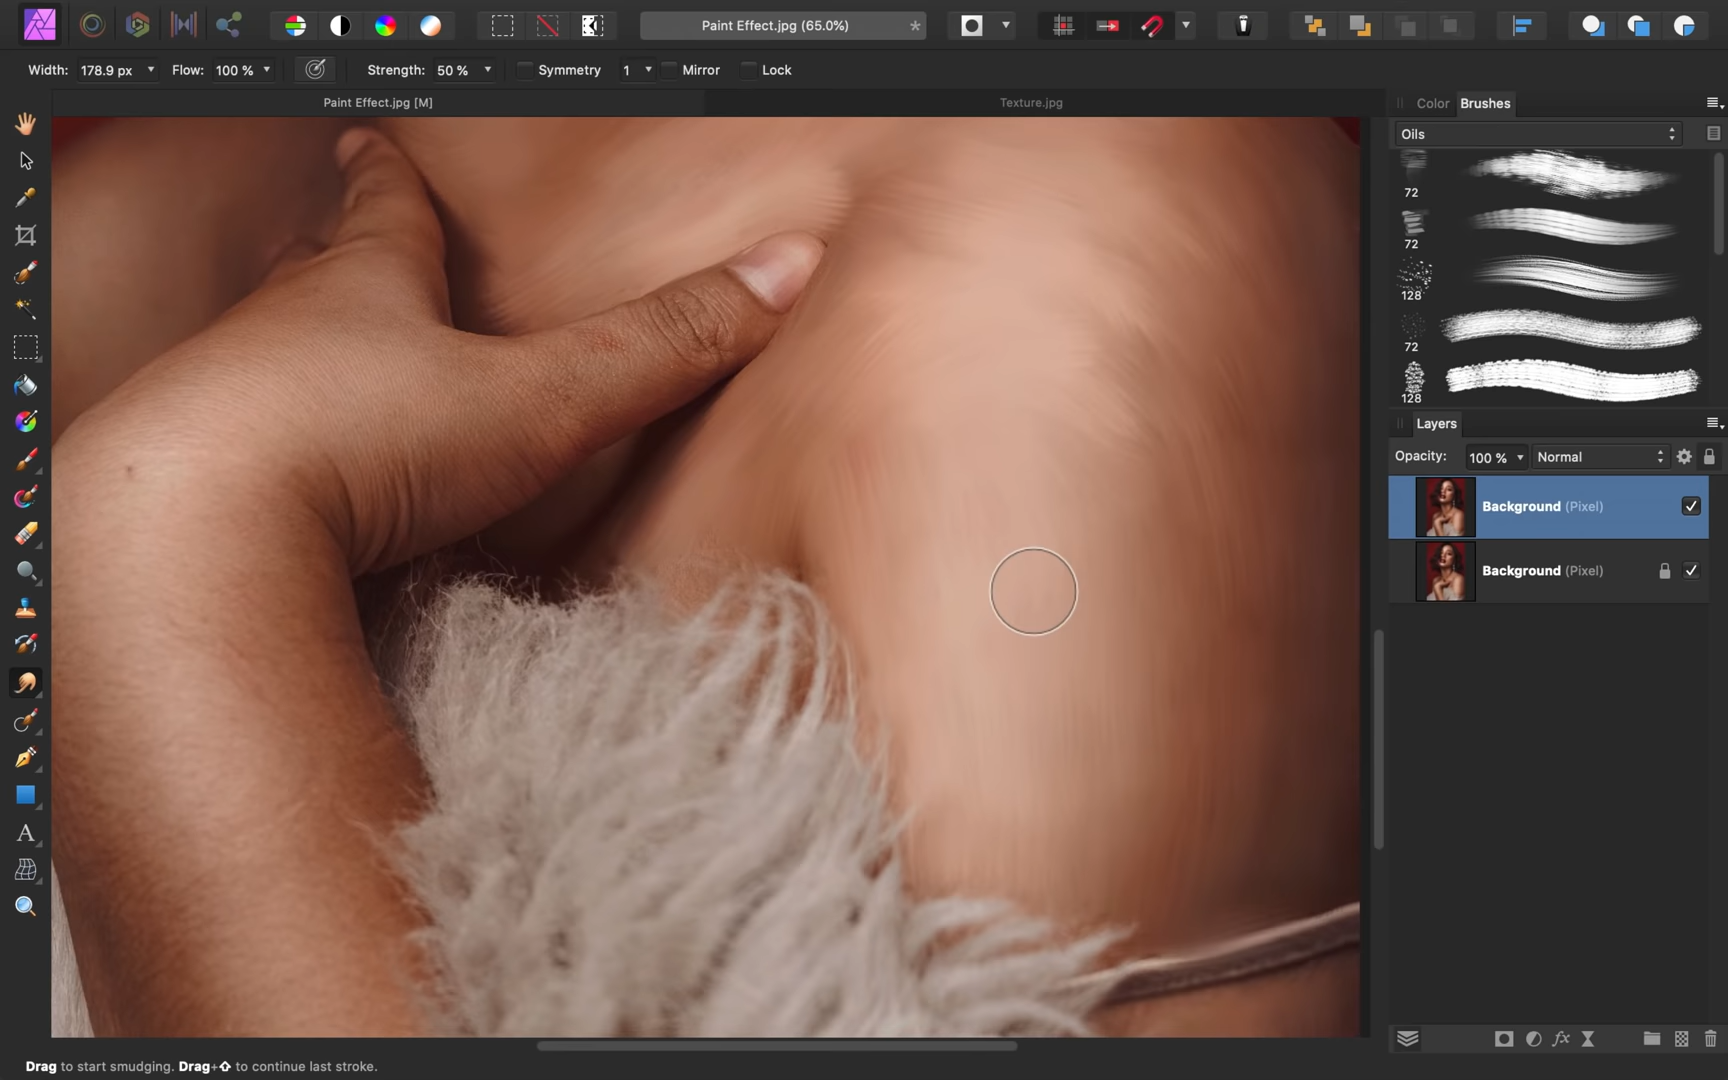 Paint Effect.jpg (65.0%)
Width: 178.9 px Flow: 100 % Strength: 50 % Symmetry 1 Mirror Lock
Paint Effect.jpg [M] Texture.jpg
Color Brushes
Oils
72
72
128
72
128
Layers
Opacity: 100 % Normal
Background (Pixel)
Background (Pixel)
A
fx
Drag to start smudging. Drag+⇧ to continue last stroke.